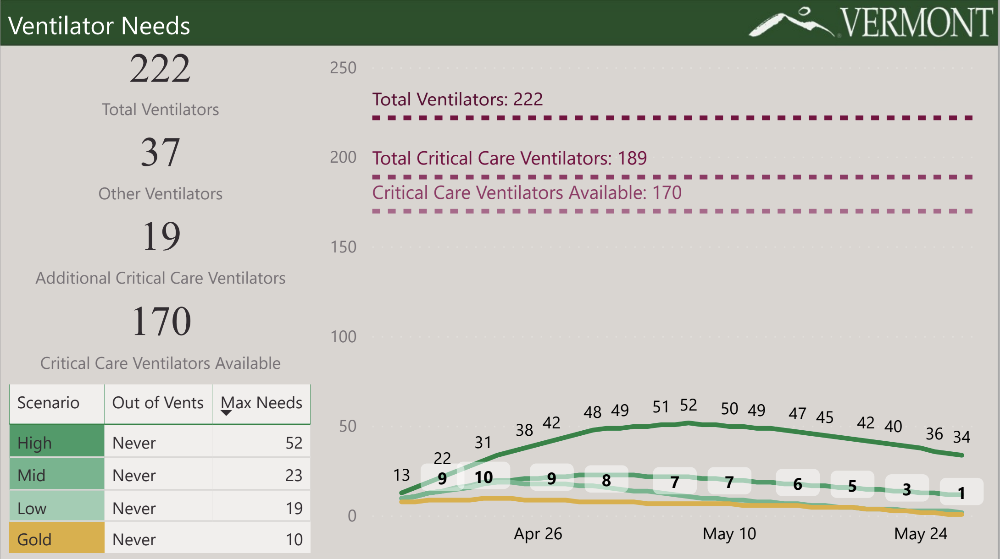 Ventilator Needs
VERMONT
222
Total Ventilators
37
Other Ventilators
19
Additional Critical Care Ventilators
170
Critical Care Ventilators Available
Scenario Out of Vents Max Needs
High Never 52
Mid Never 23
Low Never 19
Gold Never 10
250
Total Ventilators: 222
200
Total Critical Care Ventilators: 189
Critical Care Ventilators Available: 170
150
100
50
0
13 22 31 38 42 48 49 51 52 50 49 47 45 42 40 36 34
9 10 9 8 7 7 6 5 3 1
Apr 26 May 10 May 24